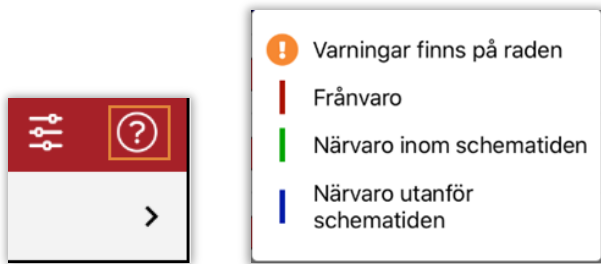 Varningar finns på raden
Frånvaro
Närvaro inom schematiden
Närvaro utanför
schematiden